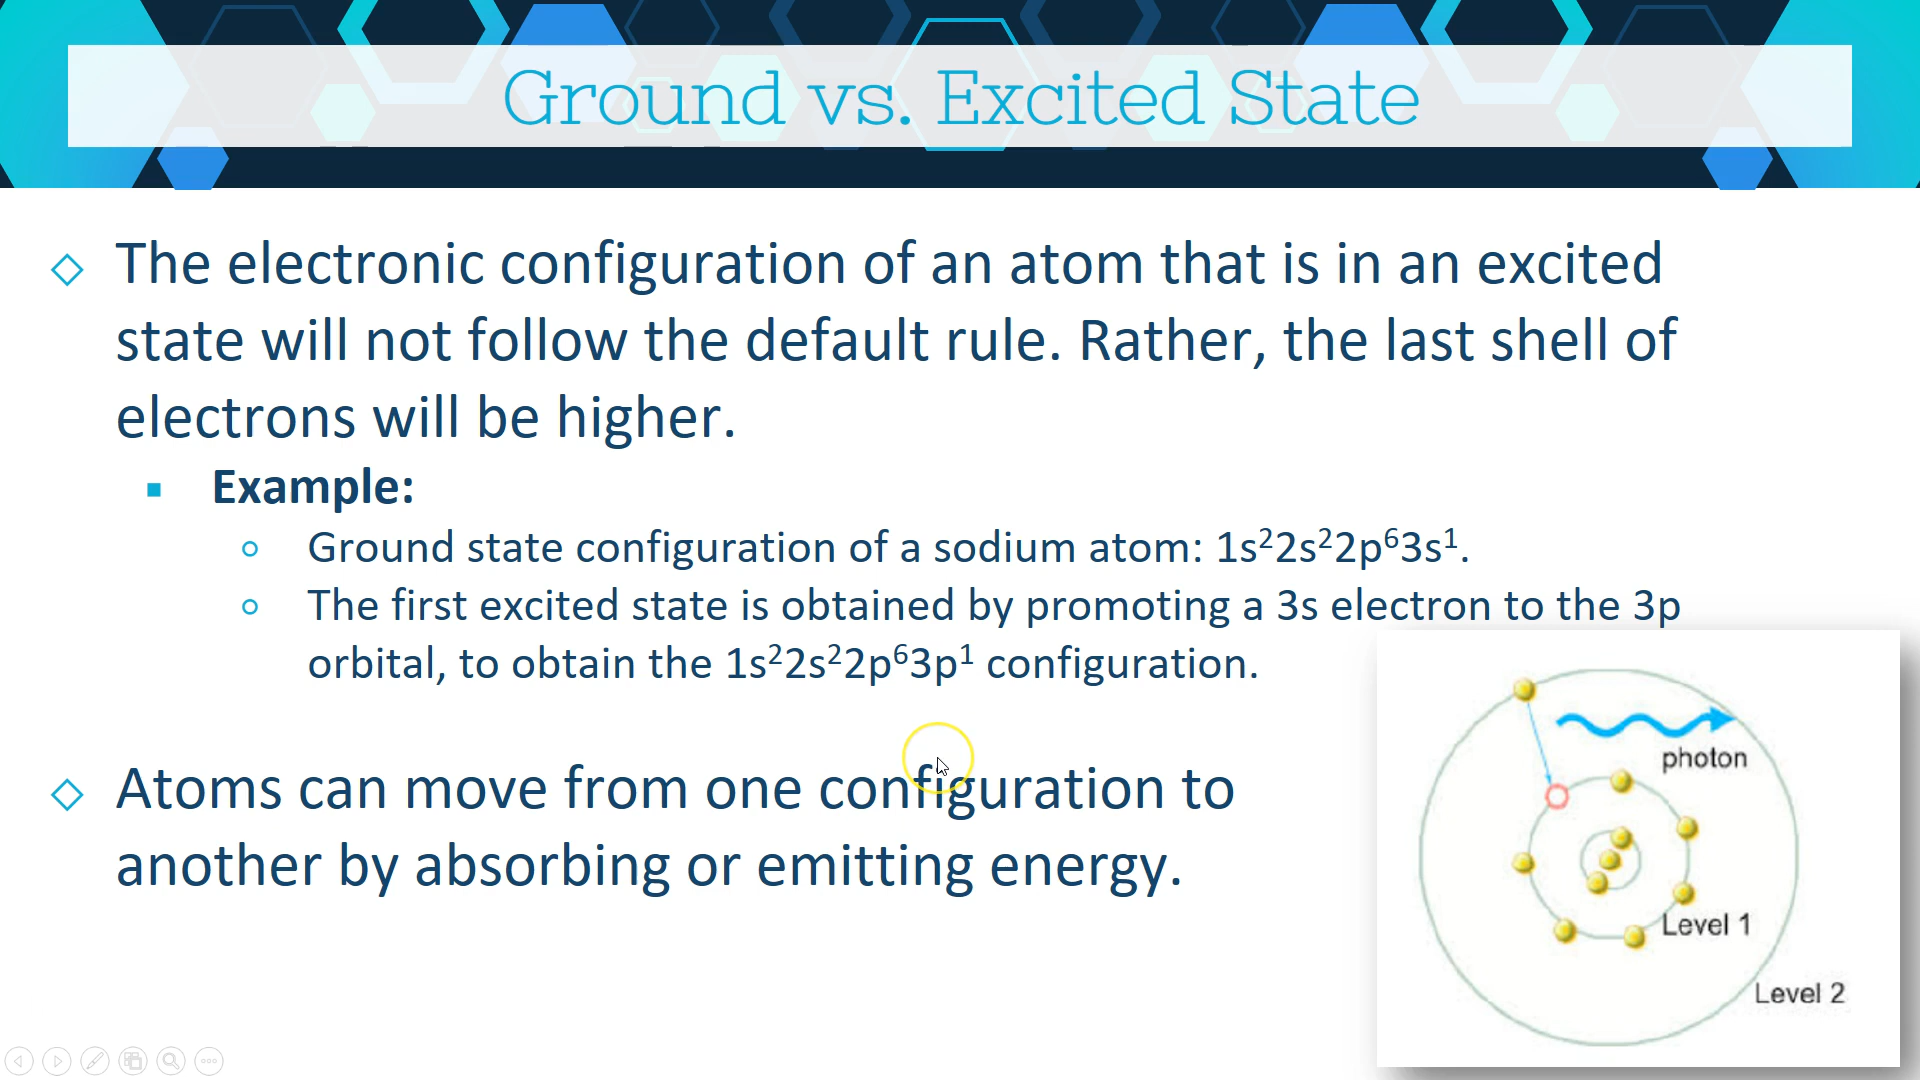 Ground vs. Excited State
The electronic configuration of an atom that is in an excited
state will not follow the default rule. Rather, the last shell of
electrons will be higher.
Example:
Ground state configuration of a sodium atom: 1s²2s²2p⁶3s¹.
The first excited state is obtained by promoting a 3s electron to the 3p
orbital, to obtain the 1s²2s²2p⁶3p¹ configuration.
Atoms can move from one configuration to
another by absorbing or emitting energy.
photon
Level 1
Level 2